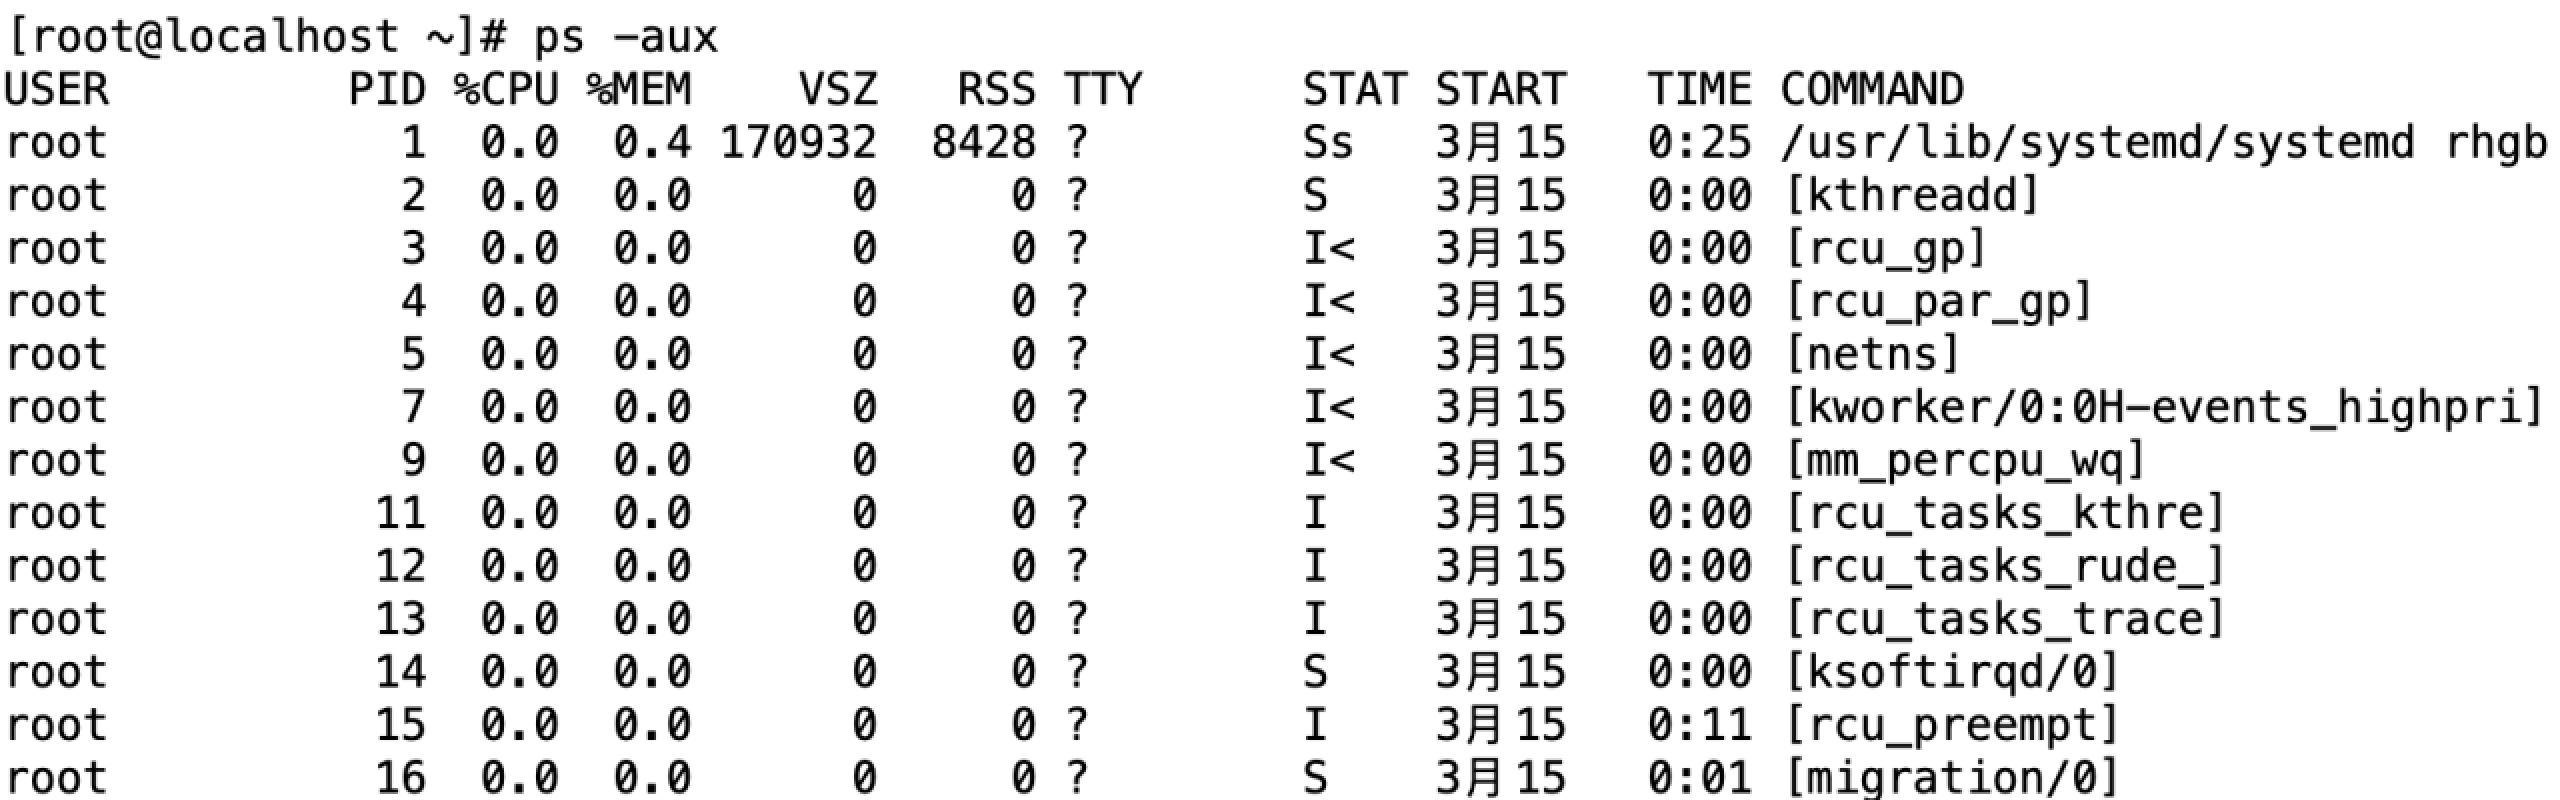 [root@localhost ~]# ps -aux
USER         PID %CPU %MEM    VSZ   RSS TTY      STAT START   TIME COMMAND
root           1  0.0  0.4 170932  8428 ?        Ss   3月15   0:25 /usr/lib/systemd/systemd rhgb
root           2  0.0  0.0      0     0 ?        S    3月15   0:00 [kthreadd]
root           3  0.0  0.0      0     0 ?        I<   3月15   0:00 [rcu_gp]
root           4  0.0  0.0      0     0 ?        I<   3月15   0:00 [rcu_par_gp]
root           5  0.0  0.0      0     0 ?        I<   3月15   0:00 [netns]
root           7  0.0  0.0      0     0 ?        I<   3月15   0:00 [kworker/0:0H-events_highpri]
root           9  0.0  0.0      0     0 ?        I<   3月15   0:00 [mm_percpu_wq]
root          11  0.0  0.0      0     0 ?        I    3月15   0:00 [rcu_tasks_kthre]
root          12  0.0  0.0      0     0 ?        I    3月15   0:00 [rcu_tasks_rude_]
root          13  0.0  0.0      0     0 ?        I    3月15   0:00 [rcu_tasks_trace]
root          14  0.0  0.0      0     0 ?        S    3月15   0:00 [ksoftirqd/0]
root          15  0.0  0.0      0     0 ?        I    3月15   0:11 [rcu_preempt]
root          16  0.0  0.0      0     0 ?        S    3月15   0:01 [migration/0]